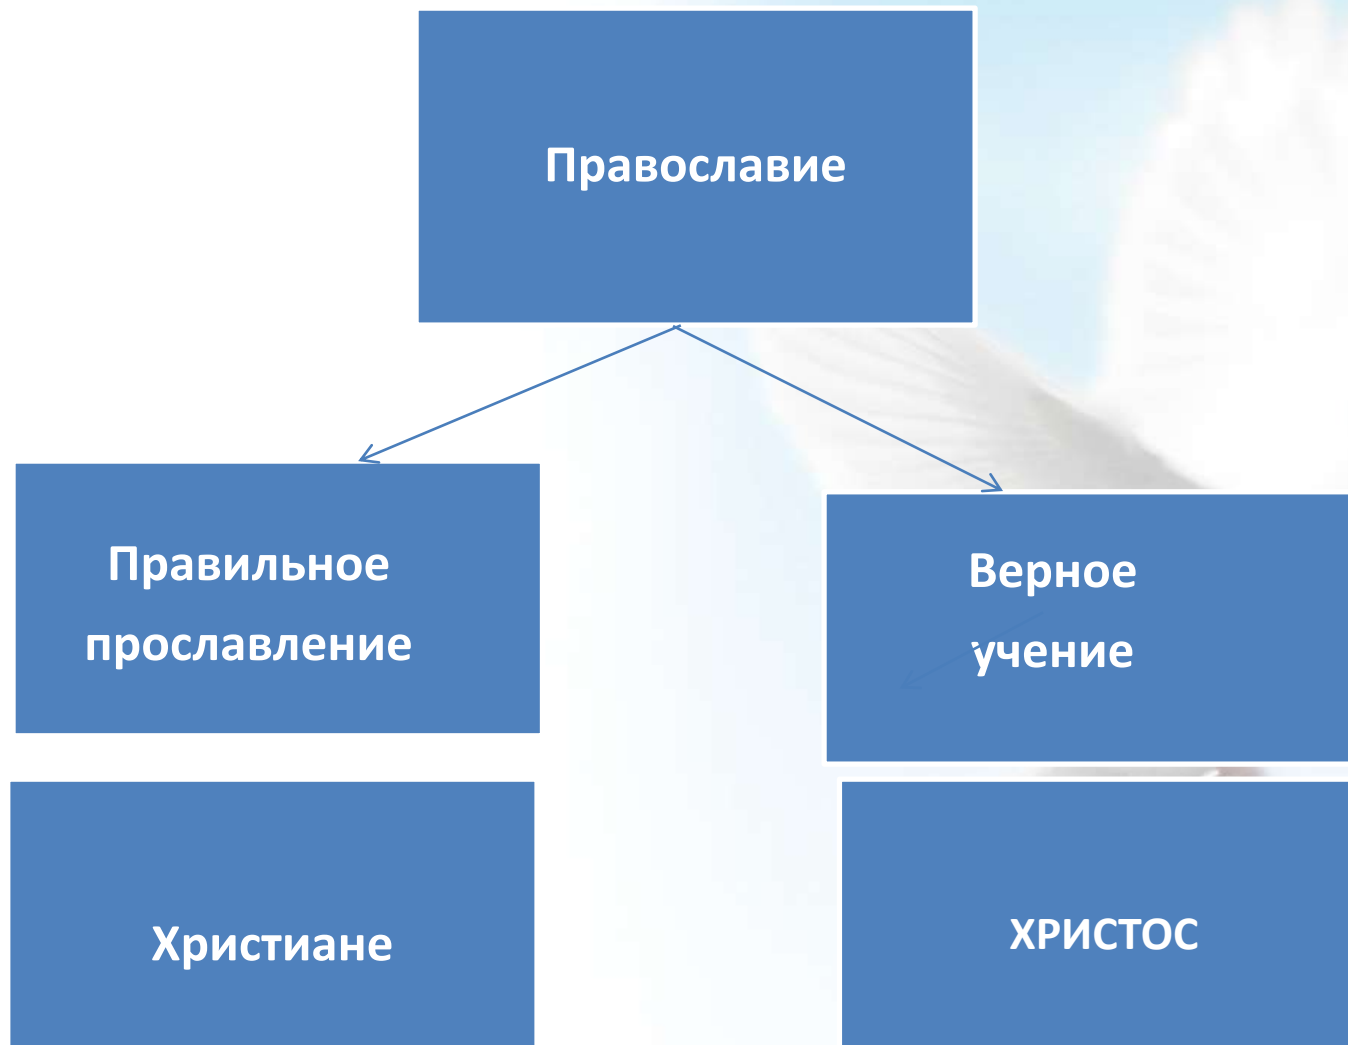 Православие
Правильное
прославление
Верное
учение
Христиане
ХРИСТОС